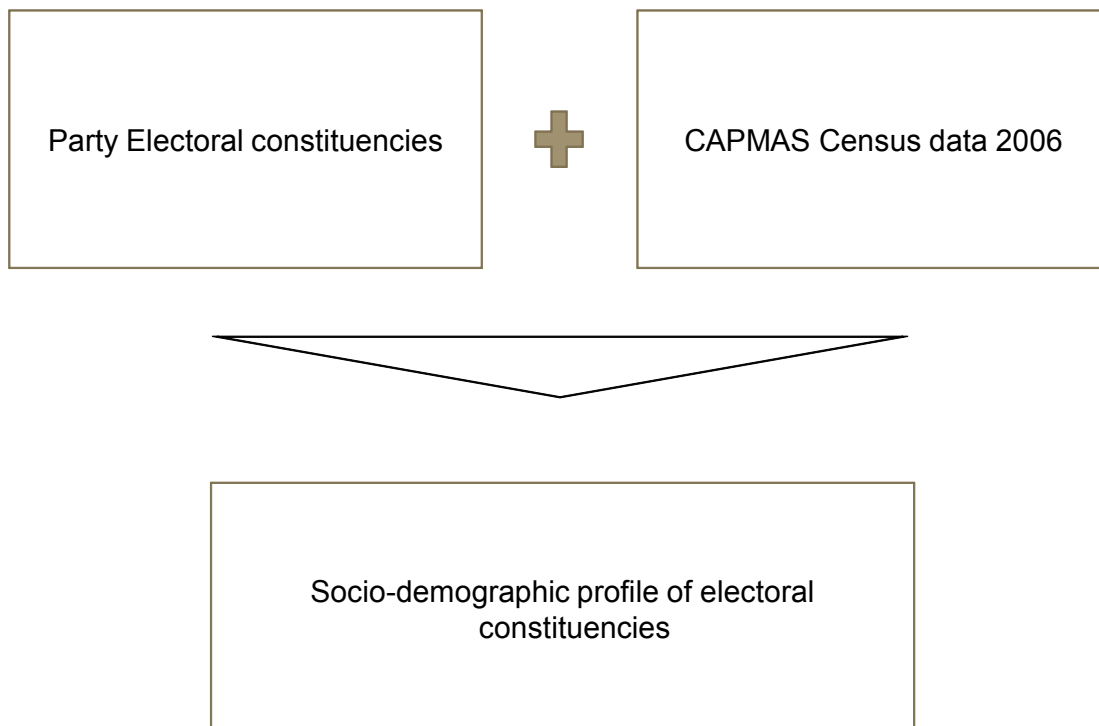 Party Electoral constituencies
CAPMAS Census data 2006
Socio-demographic profile of electoral
constituencies